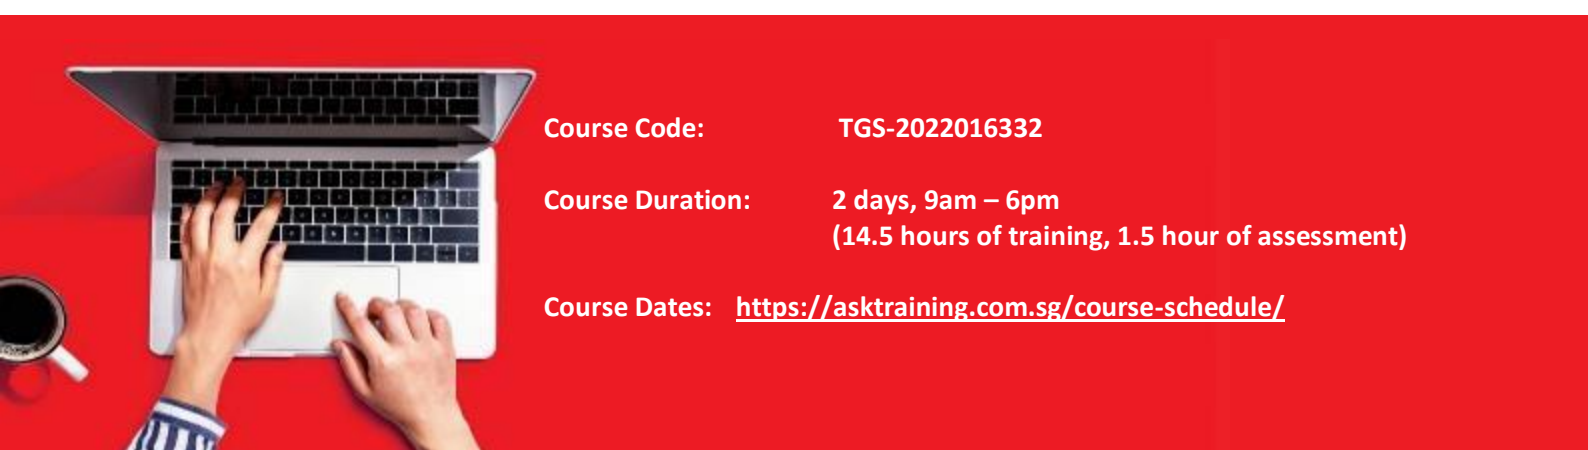 Course Code: TGS-2022016332
Course Duration: 2 days, 9am – 6pm
(14.5 hours of training, 1.5 hour of assessment)
Course Dates: https://asktraining.com.sg/course-schedule/